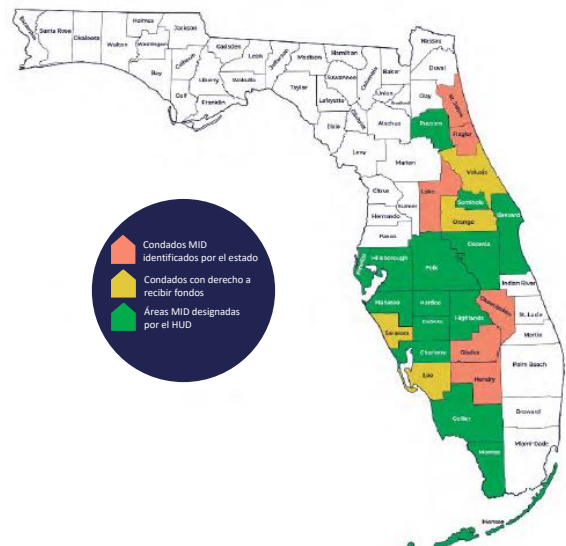 Holmes
Jackson
Santa Rosa
Okaloosa
Walton
Washington
Bay
Calhoun
Gulf
Gadsden
Liberty
Franklin
Leon
Wakulla
Jefferson
Madison
Taylor
Hamilton
Suwannee
Lafayette
Dixie
Columbia
Baker
Union
Nassau
Duval
Clay
St. Johns
Alachua
Putnam
Flagler
Levy
Marion
Volusia
Citrus
Sumter
Lake
Seminole
Hernando
Orange
Brevard
Pasco
Osceola
Pinellas
Hillsborough
Polk
Indian River
Manatee
Hardee
Okeechobee
St. Lucie
Highlands
Sarasota
DeSoto
Martin
Charlotte
Glades
Lee
Hendry
Palm Beach
Collier
Broward
Monroe
Miami-Dade
Monroe
Condados MID
identificados por el estado
Condados con derecho a
recibir fondos
Áreas MID designadas
por el HUD